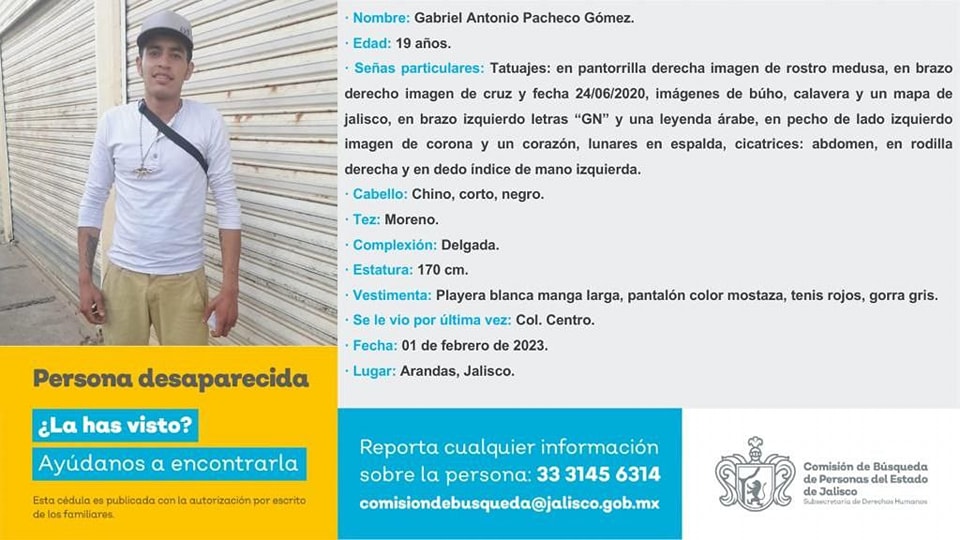 · Nombre: Gabriel Antonio Pacheco Gómez.
· Edad: 19 años.
· Señas particulares: Tatuajes: en pantorrilla derecha imagen de rostro medusa, en brazo
derecho imagen de cruz y fecha 24/06/2020, imágenes de búho, calavera y un mapa de
jalisco, en brazo izquierdo letras “GN” y una leyenda árabe, en pecho de lado izquierdo
imagen de corona y un corazón, lunares en espalda, cicatrices: abdomen, en rodilla
derecha y en dedo índice de mano izquierda.
· Cabello: Chino, corto, negro.
· Tez: Moreno.
· Complexión: Delgada.
· Estatura: 170 cm.
· Vestimenta: Playera blanca manga larga, pantalón color mostaza, tenis rojos, gorra gris.
· Se le vio por última vez: Col. Centro.
· Fecha: 01 de febrero de 2023.
· Lugar: Arandas, Jalisco.
Persona desaparecida
¿La has visto?
Ayúdanos a encontrarla
Esta cédula es publicada con la autorización por escrito
de los familiares.
Reporta cualquier información
sobre la persona: 33 3145 6314
comisiondebusqueda@jalisco.gob.mx
Comisión de Búsqueda
de Personas del Estado
de Jalisco
Subsecretaría de Derechos Humanos